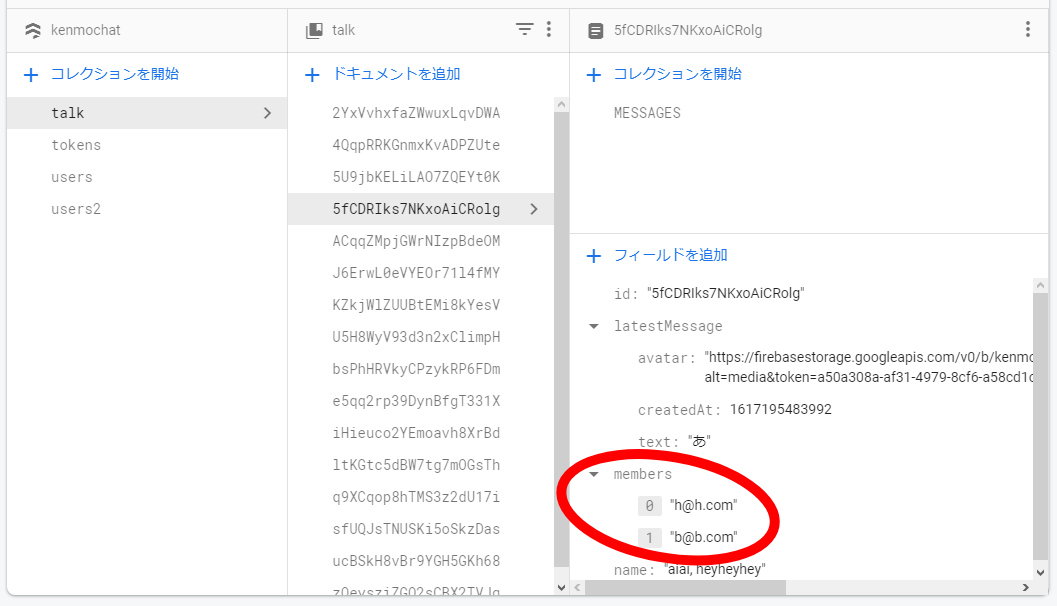 kenmochat
コレクションを開始
talk
tokens
users
users2
talk
ドキュメントを追加
2YxVvhxfaZWwuxLqvDWA
4QqpRRKGnmxKvADPZUte
5U9jbKELiLAO7ZQEYt0K
5fCDRIks7NKxoAiCRolg
ACqqZMpjGWrNIzpBdeOM
J6ErwL0eVYEOr71l4fMY
KZkjWlZUUBtEMi8kYesV
U5H8WyV93d3n2xClimpH
bsPhHRVkyCPzykRP6FDm
e5qq2rp39DynBfgT331X
iHieuco2YEmoavh8XrBd
ltKGtc5dBW7tg7mOGsTh
q9XCqop8hTMS3z2dU17i
sfUQJsTNUSKi5oSkzDas
ucBSkH8vBr9YGH5GKh68
5fCDRIks7NKxoAiCRolg
コレクションを開始
MESSAGES
フィールドを追加
id: "5fCDRIks7NKxoAiCRolg"
latestMessage
avatar: "https://firebasestorage.googleapis.com/v0/b/kenmo
alt=media&token=a50a308a-af31-4979-8cf6-a58cd1c
createdAt: 1617195483992
text: "あ"
members
0 "h@h.com"
1 "b@b.com"
name: "aiai, heyheyhey"